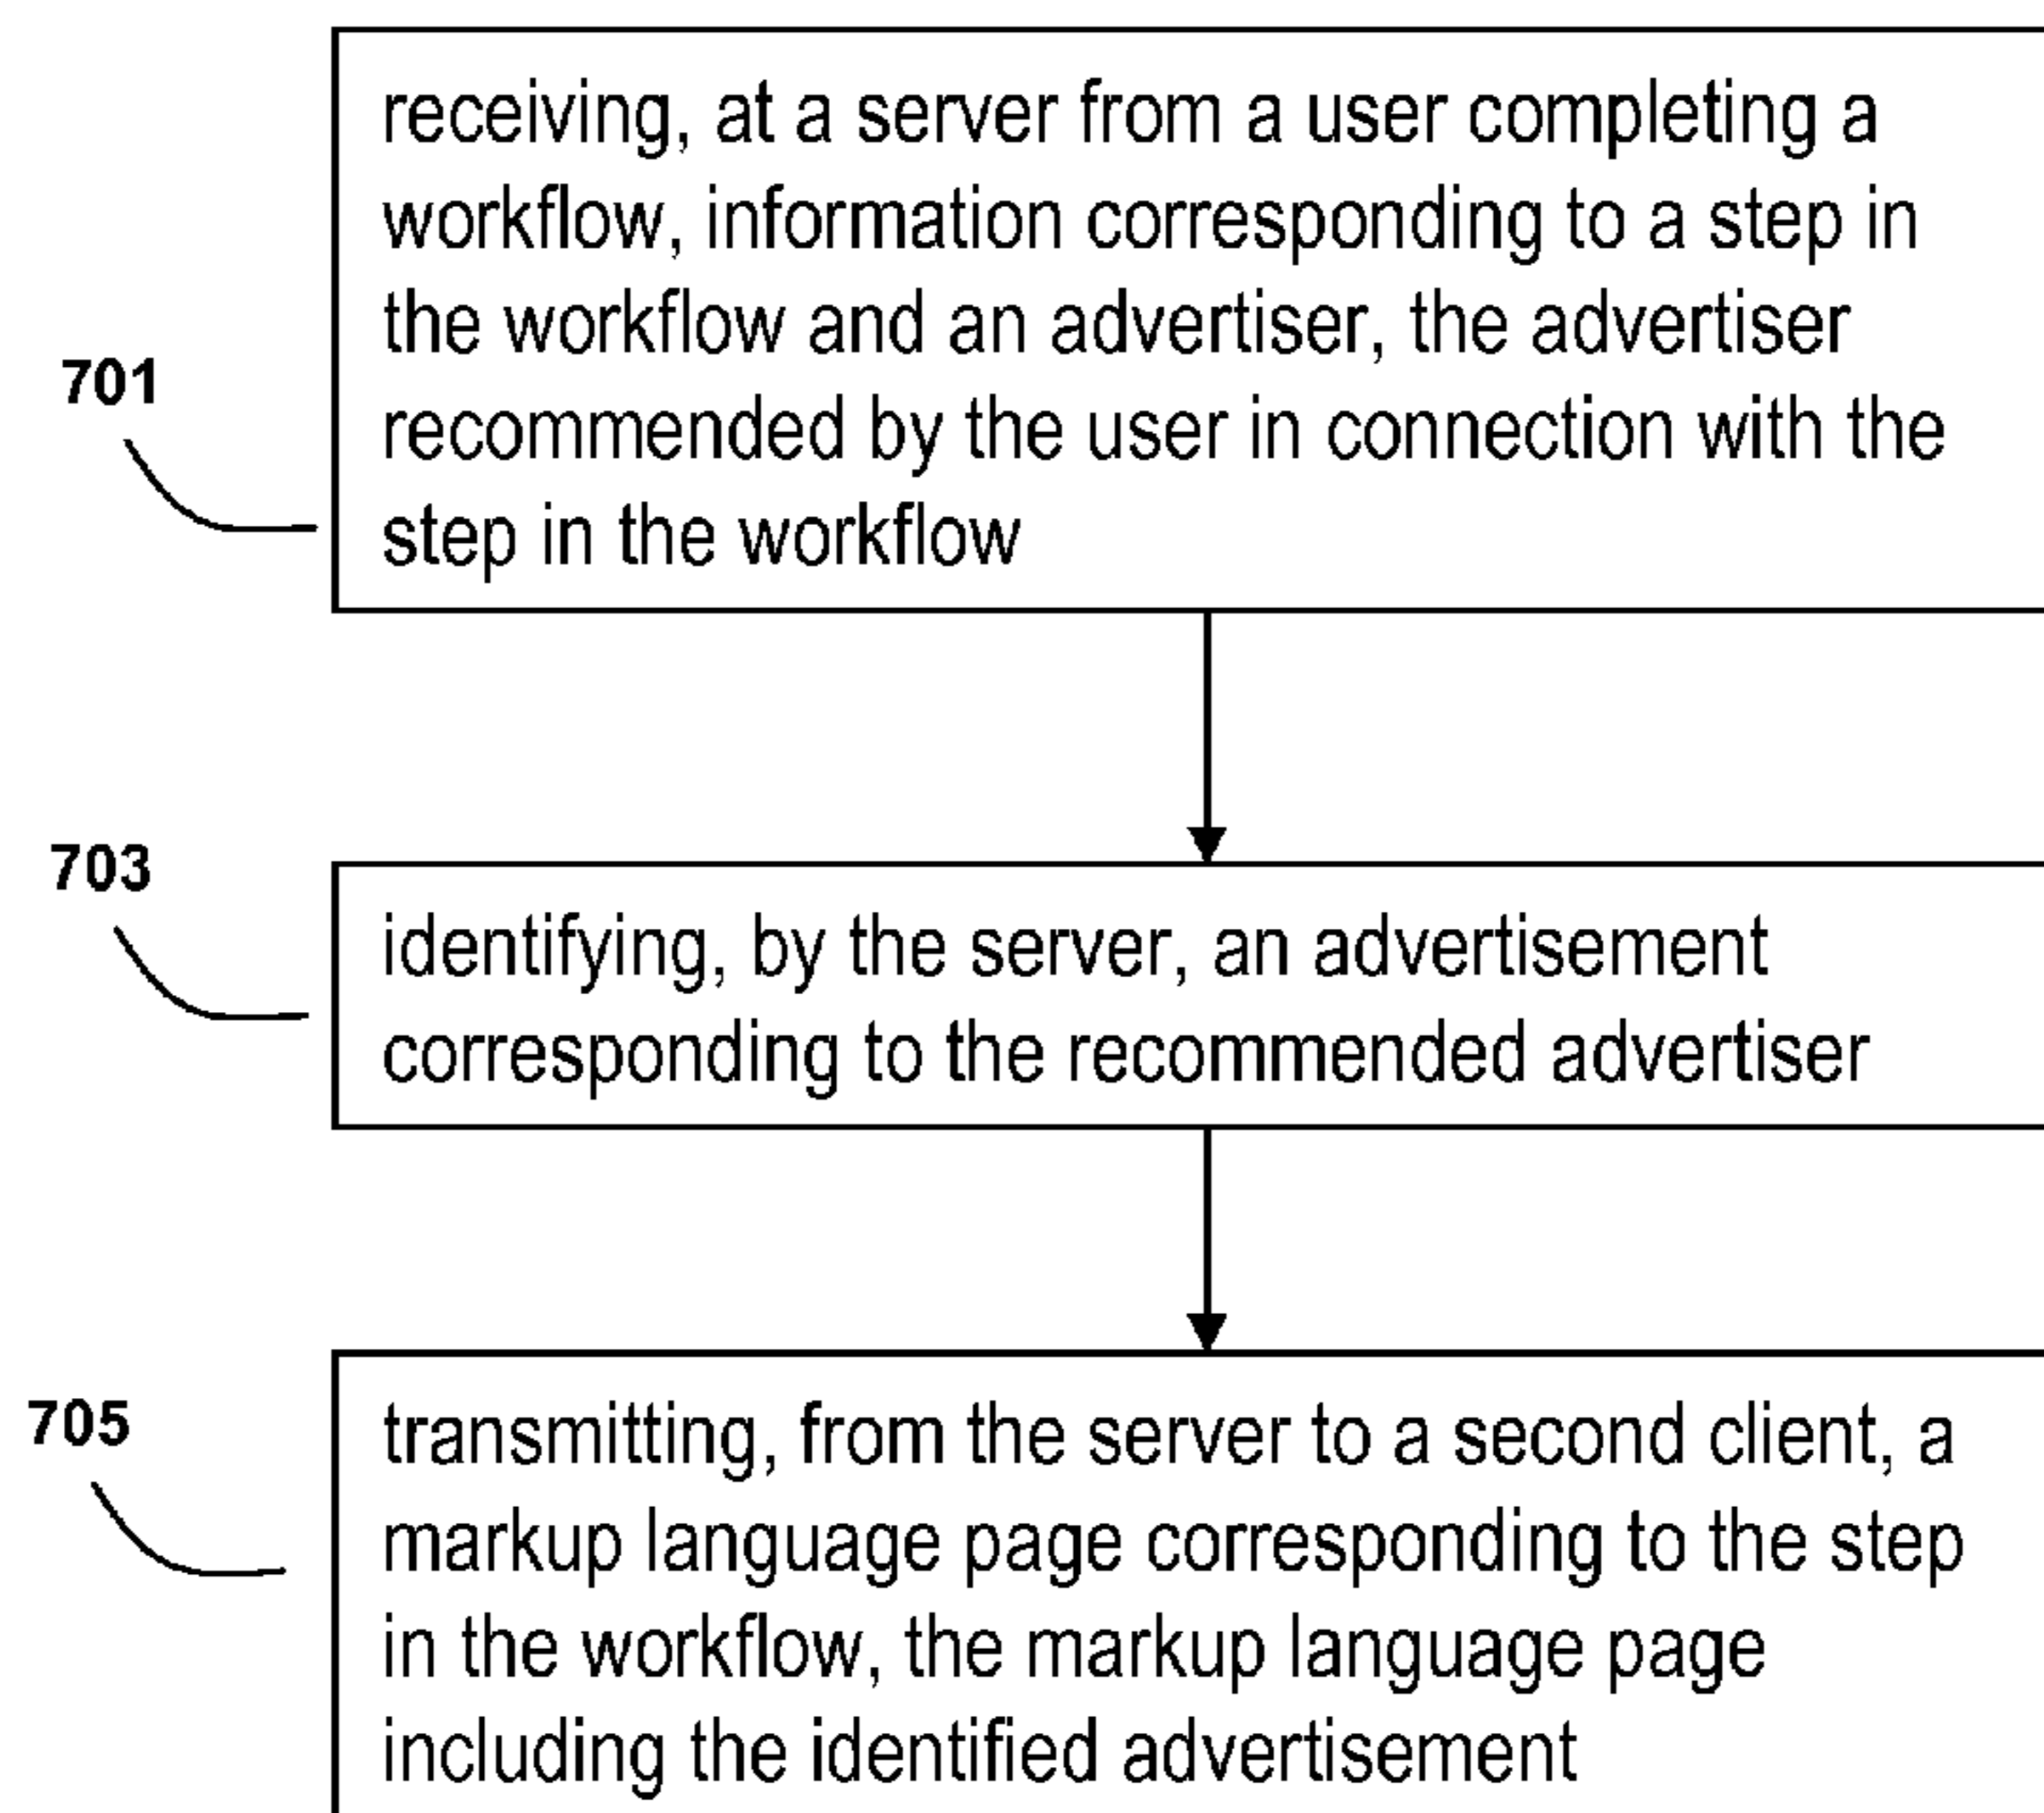 receiving, at a server from a user completing a
workflow, information corresponding to a step in
the workflow and an advertiser, the advertiser
recommended by the user in connection with the
step in the workflow
701
703
identifying, by the server, an advertisement
corresponding to the recommended advertiser
705
transmitting, from the server to a second client, a
markup language page corresponding to the step
in the workflow, the markup language page
including the identified advertisement